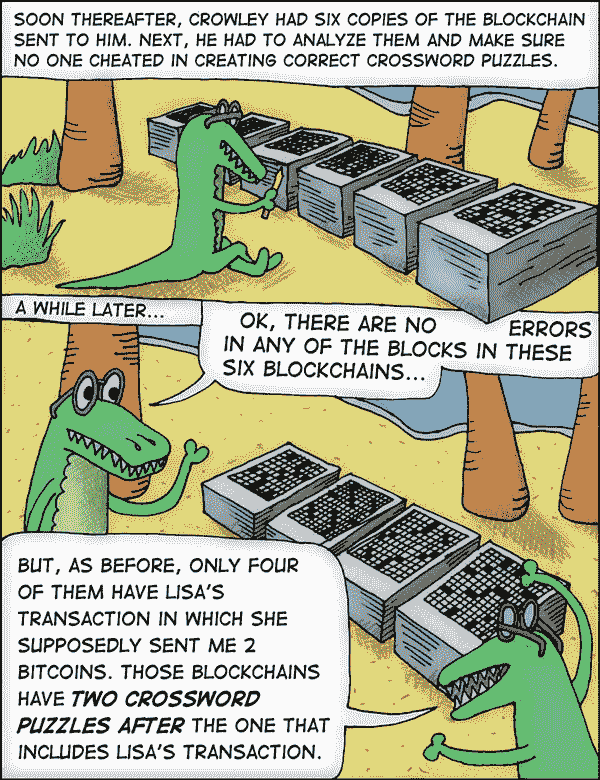 SOON THEREAFTER, CROWLEY HAD SIX COPIES OF THE BLOCKCHAIN
SENT TO HIM. NEXT, HE HAD TO ANALYZE THEM AND MAKE SURE
NO ONE CHEATED IN CREATING CORRECT CROSSWORD PUZZLES.
A WHILE LATER...
OK, THERE ARE NO ERRORS
IN ANY OF THE BLOCKS IN THESE
SIX BLOCKCHAINS...
BUT, AS BEFORE, ONLY FOUR
OF THEM HAVE LISA'S
TRANSACTION IN WHICH SHE
SUPPOSEDLY SENT ME 2
BITCOINS. THOSE BLOCKCHAINS
HAVE TWO CROSSWORD
PUZZLES AFTER THE ONE THAT
INCLUDES LISA'S TRANSACTION.